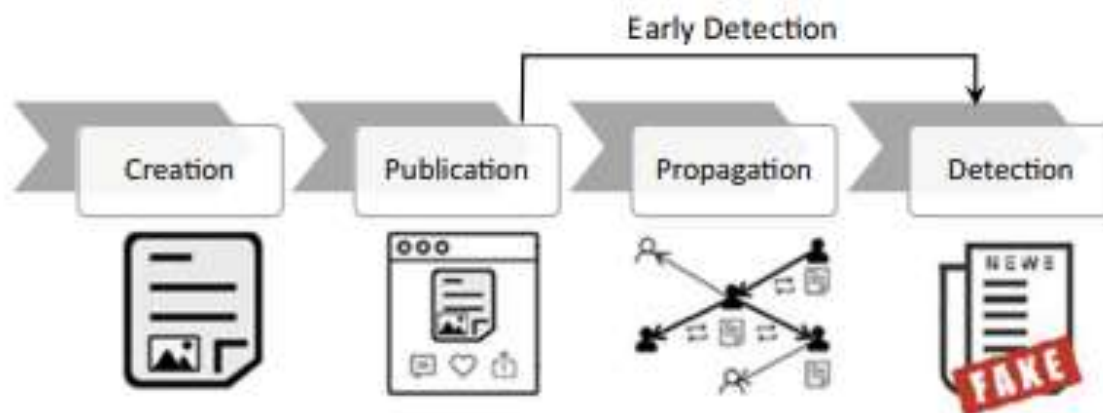 Early Detection
Creation
Publication
Propagation
Detection
NEWS
FAKE